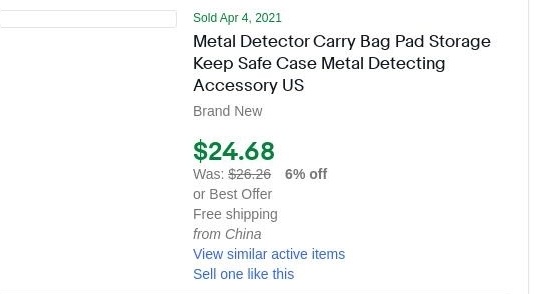 Sold Apr 4, 2021
Metal Detector Carry Bag Pad Storage
Keep Safe Case Metal Detecting
Accessory US
Brand New
$24.68
Was: $26.26 6% off
or Best Offer
Free shipping
from China
View similar active items
Sell one like this